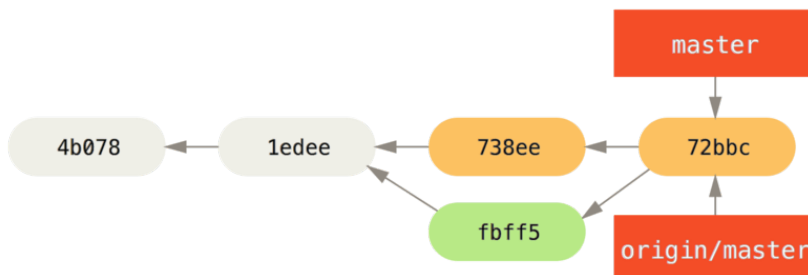 master
4b078
1edee
738ee
72bbc
fbff5
origin/master